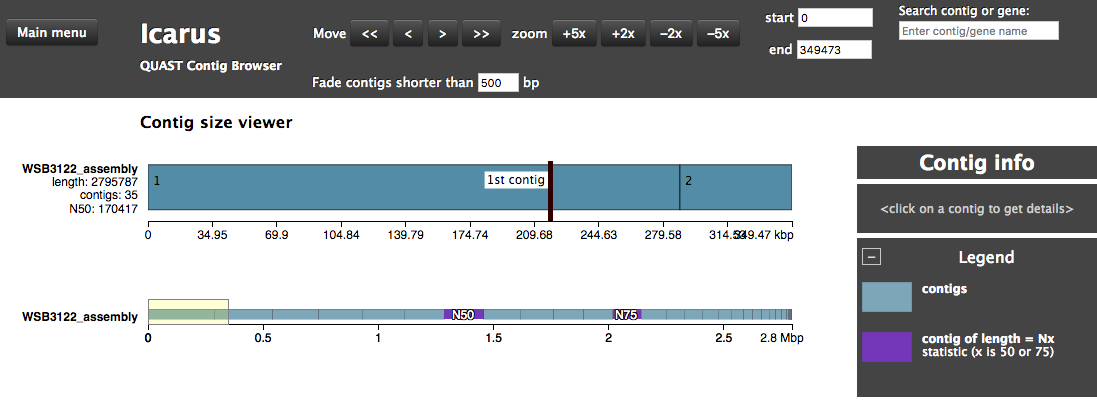 Main menu
Icarus
QUAST Contig Browser
Move << < > >> zoom +5x +2x −2x −5x
Fade contigs shorter than 500 bp
start 0
end 349473
Search contig or gene:
Enter contig/gene name
Contig size viewer
WSB3122_assembly
length: 2795787
contigs: 35
N50: 170417
1
1st contig
2
0 34.95 69.9 104.84 139.79 174.74 209.68 244.63 279.58 314.53 349.47 kbp
WSB3122_assembly
N50 N75
0 0.5 1 1.5 2 2.5 2.8 Mbp
Contig info
<click on a contig to get details>
− Legend
contigs
contig of length = Nx
statistic (x is 50 or 75)